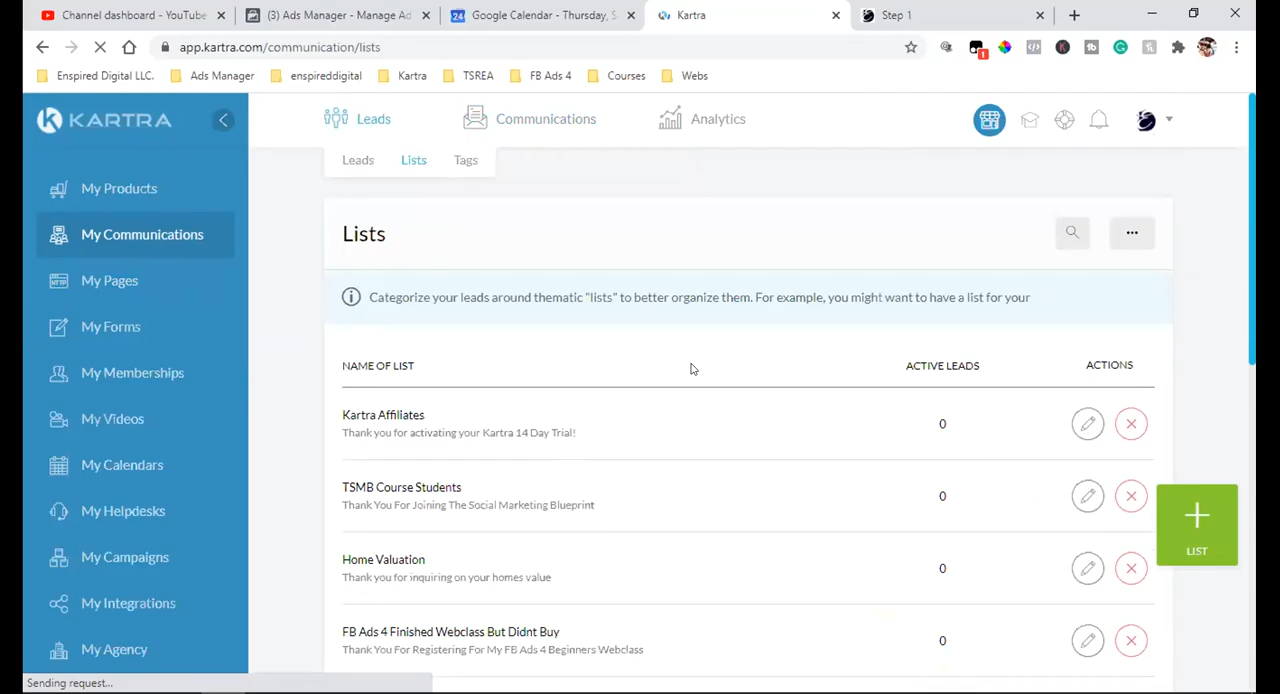 Channel dashboard - YouTube
(3) Ads Manager - Manage Ad
24 Google Calendar - Thursday, S
Kartra
Step 1
app.kartra.com/communication/lists
1
Enspired Digital LLC.
Ads Manager
enspireddigital
Kartra
TSREA
FB Ads 4
Courses
Webs
K KARTRA
Leads
Communications
Analytics
Leads
Lists
Tags
My Products
My Communications
My Pages
My Forms
My Memberships
My Videos
My Calendars
My Helpdesks
My Campaigns
My Integrations
My Agency
Lists
Categorize your leads around thematic "lists" to better organize them. For example, you might want to have a list for your
NAME OF LIST
ACTIVE LEADS
ACTIONS
Kartra Affiliates
Thank you for activating your Kartra 14 Day Trial!
0
TSMB Course Students
Thank You For Joining The Social Marketing Blueprint
0
Home Valuation
Thank you for inquiring on your homes value
0
FB Ads 4 Finished Webclass But Didnt Buy
Thank You For Registering For My FB Ads 4 Beginners Webclass
0
LIST
Sending request...